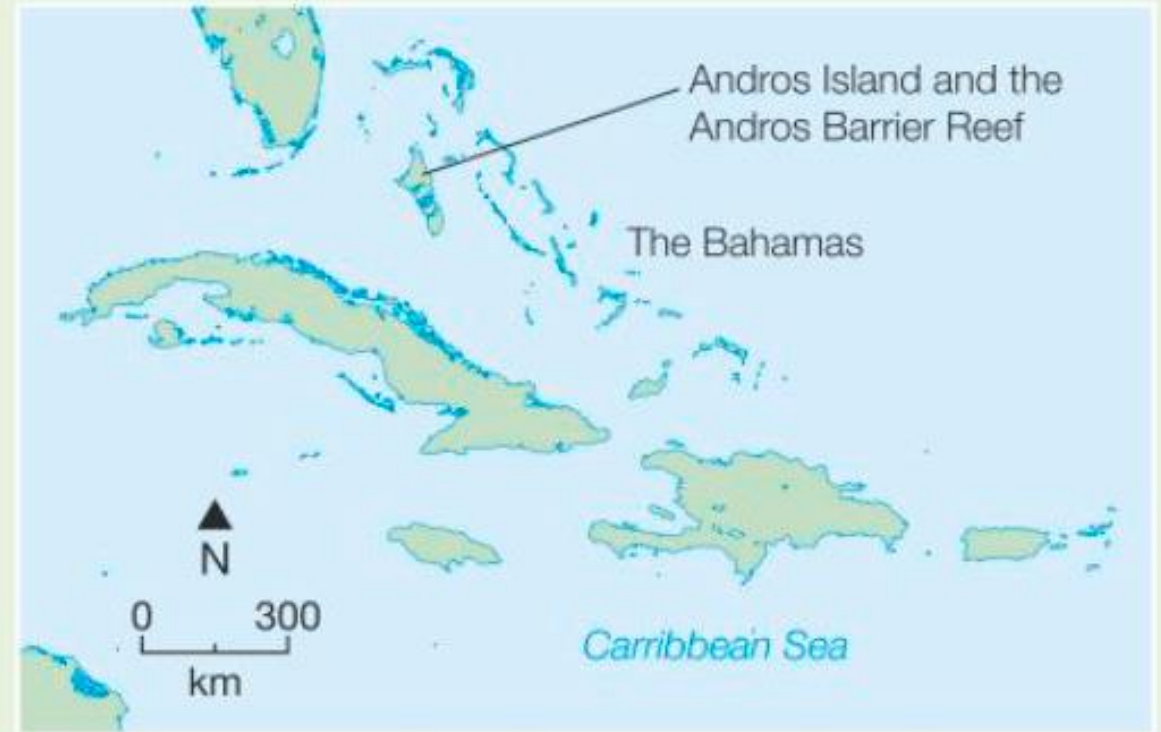 Andros Island and the
Andros Barrier Reef
The Bahamas
N
0 300
km
Carribbean Sea